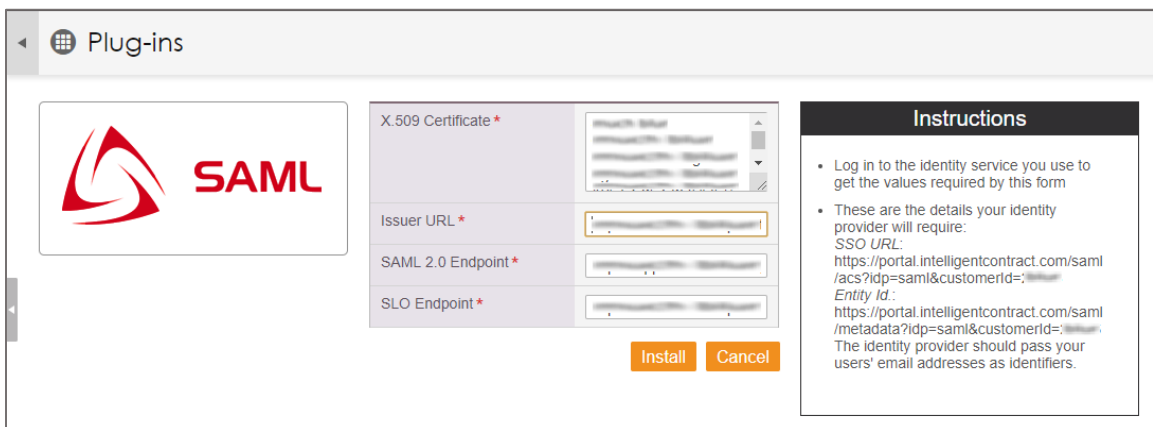 Plug-ins
SAML
X.509 Certificate *
Issuer URL *
SAML 2.0 Endpoint *
SLO Endpoint *
Install
Cancel
Instructions
• Log in to the identity service you use to
get the values required by this form
• These are the details your identity
provider will require:
SSO URL:
https://portal.intelligentcontract.com/saml
/acs?idp=saml&customerId=
Entity Id.:
https://portal.intelligentcontract.com/saml
/metadata?idp=saml&customerId=
The identity provider should pass your
users' email addresses as identifiers.